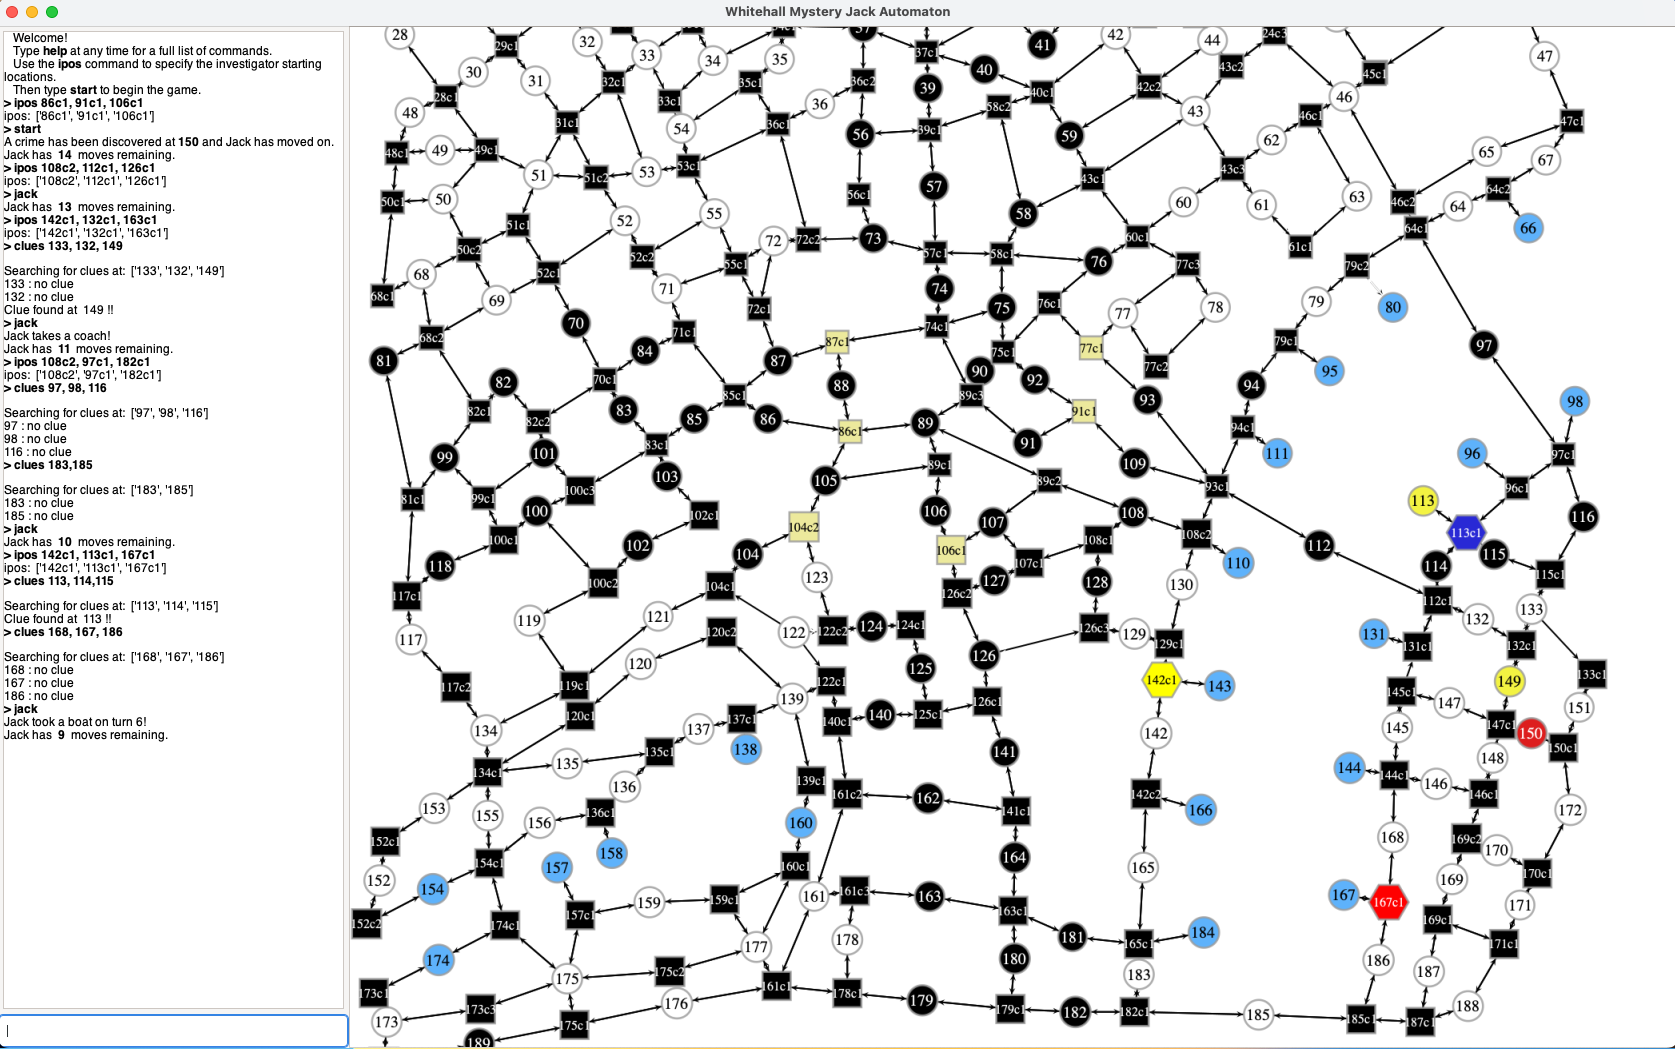 Whitehall Mystery Jack Automaton
Welcome!
Type help at any time for a full list of commands.
Use the ipos command to specify the investigator starting
locations.
Then type start to begin the game.
> ipos 86c1, 91c1, 106c1
ipos: ['86c1', '91c1', '106c1']
> start
A crime has been discovered at 150 and Jack has moved on.
Jack has 14 moves remaining.
> ipos 108c2, 112c1, 126c1
ipos: ['108c2', '112c1', '126c1']
> jack
Jack has 13 moves remaining.
> ipos 142c1, 132c1, 163c1
ipos: ['142c1', '132c1', '163c1']
> clues 133, 132, 149
Searching for clues at: ['133', '132', '149']
133 : no clue
132 : no clue
Clue found at 149 !!
> jack
Jack takes a coach!
Jack has 11 moves remaining.
> ipos 108c2, 97c1, 182c1
ipos: ['108c2', '97c1', '182c1']
> clues 97, 98, 116
Searching for clues at: ['97', '98', '116']
97 : no clue
98 : no clue
116 : no clue
> clues 183,185
Searching for clues at: ['183', '185']
183 : no clue
185 : no clue
> jack
Jack has 10 moves remaining.
> ipos 142c1, 113c1, 167c1
ipos: ['142c1', '113c1', '167c1']
> clues 113, 114,115
Searching for clues at: ['113', '114', '115']
Clue found at 113 !!
> clues 168, 167, 186
Searching for clues at: ['168', '167', '186']
168 : no clue
167 : no clue
186 : no clue
> jack
Jack took a boat on turn 6!
Jack has 9 moves remaining.
28 29c1 32 33 34 35 37 37c1 41 42 44 24c3 47
30 31 32c1 33c1 35c1 36c2 40 40c1 42c2 43c2 45c1
48 28c1 31c1 54 36c1 36 39 58c2 43 46c1 46 47c1
48c1 49 49c1 51 51c2 53 53c1 56 39c1 59 43c1 43c3 62 65 67
50c1 50 51c1 52 55 56c1 57 58 60 61 63 46c2 64 64c2 66
50c2 52c2 72 72c2 73 57c1 58c1 76 60c1 61c1 64c1
68 68c1 69 52c1 71 55c1 72c1 74 75 76c1 77c3 79c2 79 80
70 71c1 87c1 74c1 77 78 79c1
81 68c2 84 87 75c1 77c1 77c2 95 97
82 70c1 88 90 92 93 94
82c1 82c2 83 85 85c1 86 86c1 89 89c3 91 91c1 94c1 98
99 101 83c1 89c1 109 111 96 97c1
81c1 99c1 100c3 103 105 89c2 93c1 96c1
100 102c1 104c2 106 107 108 113 116
100c1 102 104 106c1 108c1 108c2 112 113c1 115
118 100c2 104c1 123 127 107c1 128 110 114 115c1
117c1 119 121 126c2 130 112c1 133
117 120c2 122 122c2 124 124c1 126c3 129 129c1 131 131c1 132 132c1
117c2 119c1 120 122c1 125 126 142c1 143 145c1 149 133c1
134 120c1 137 137c1 139 140c1 140 125c1 126c1 142 145 147 147c1 150 151
134c1 135 135c1 138 141 144 144c1 148 150c1
153 155 136 139c1 161c2 162 142c2 166 146 146c1 172
152c1 156 136c1 160 141c1 168 169c2 170
152 154c1 158 160c1 164 165 169 170c1
154 157 161c3 163 167 167c1 171
152c2 174c1 157c1 159 159c1 161 163c1 181 165c1 184 169c1 171c1
174 175 175c2 177 178 180 183 186 187
173c1 173c3 176 161c1 178c1 179 179c1 182 182c1 185 185c1 187c1 188
173 189 175c1